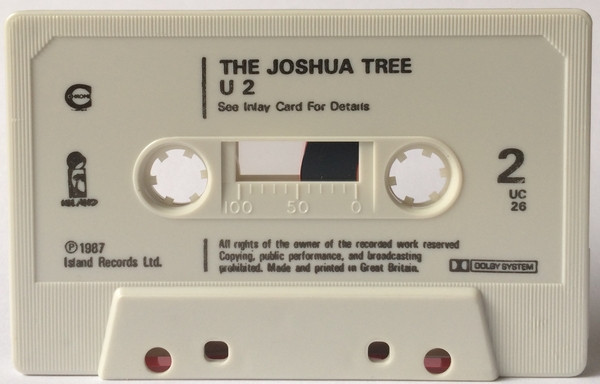 THE JOSHUA TREE
U 2
See Inlay Card For Details
CHROME
ISLAND
2
UC
26
100 50 0
℗ 1987
Island Records Ltd.
All rights of the owner of the recorded work reserved
Copying, public performance, and broadcasting
prohibited. Made and printed in Great Britain.
DOLBY SYSTEM